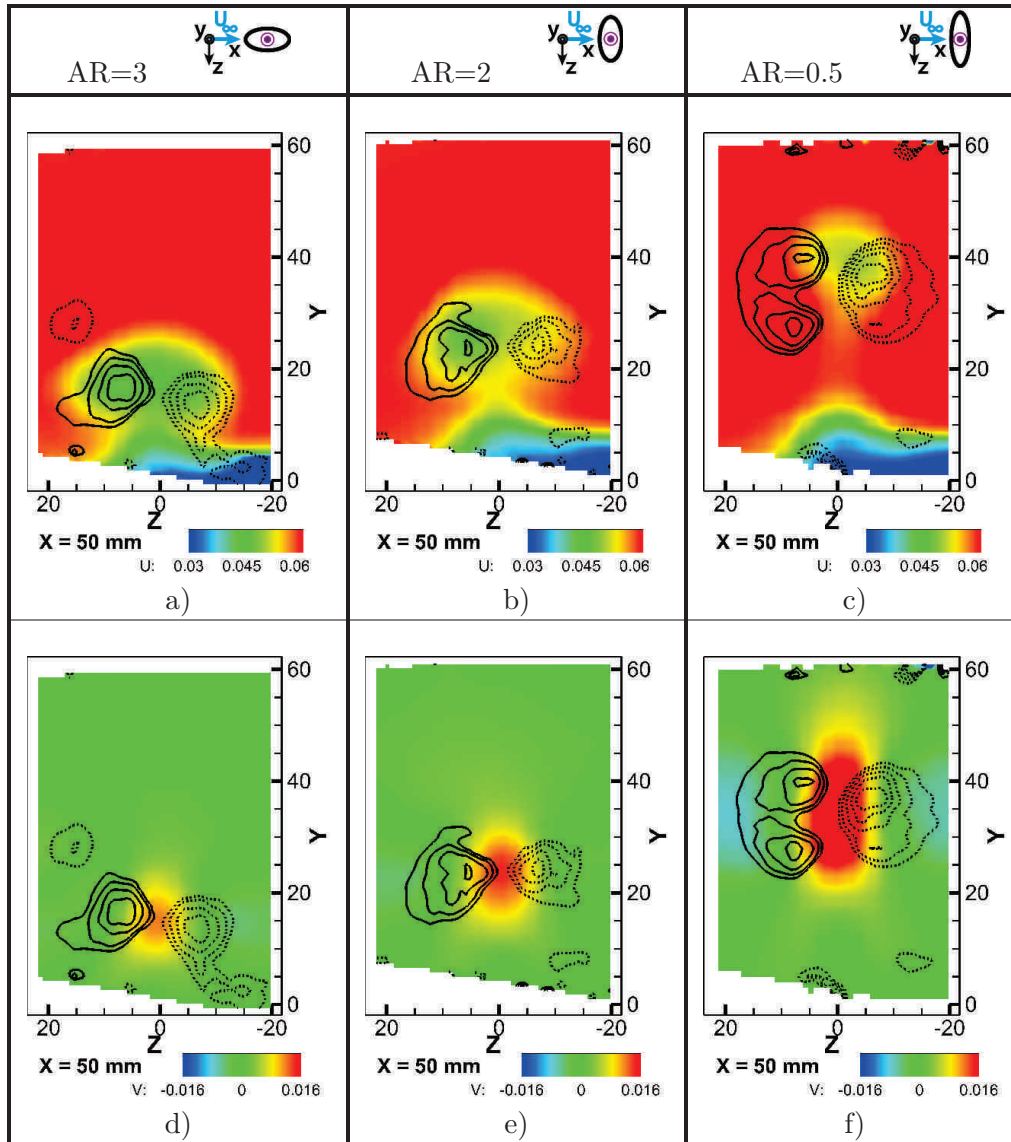 y U∞ x z
AR=3
y U∞ x z
AR=2
y U∞ x z
AR=0.5
60
40
Y
20
0
20 0 -20
Z
X = 50 mm
U: 0.03 0.045 0.06
a)
60
40
Y
20
0
20 0 -20
Z
X = 50 mm
U: 0.03 0.045 0.06
b)
60
40
Y
20
0
20 0 -20
Z
X = 50 mm
U: 0.03 0.045 0.06
c)
60
40
Y
20
0
20 0 -20
Z
X = 50 mm
V: -0.016 0 0.016
d)
60
40
Y
20
0
20 0 -20
Z
X = 50 mm
V: -0.016 0 0.016
e)
60
40
Y
20
0
20 0 -20
Z
X = 50 mm
V: -0.016 0 0.016
f)